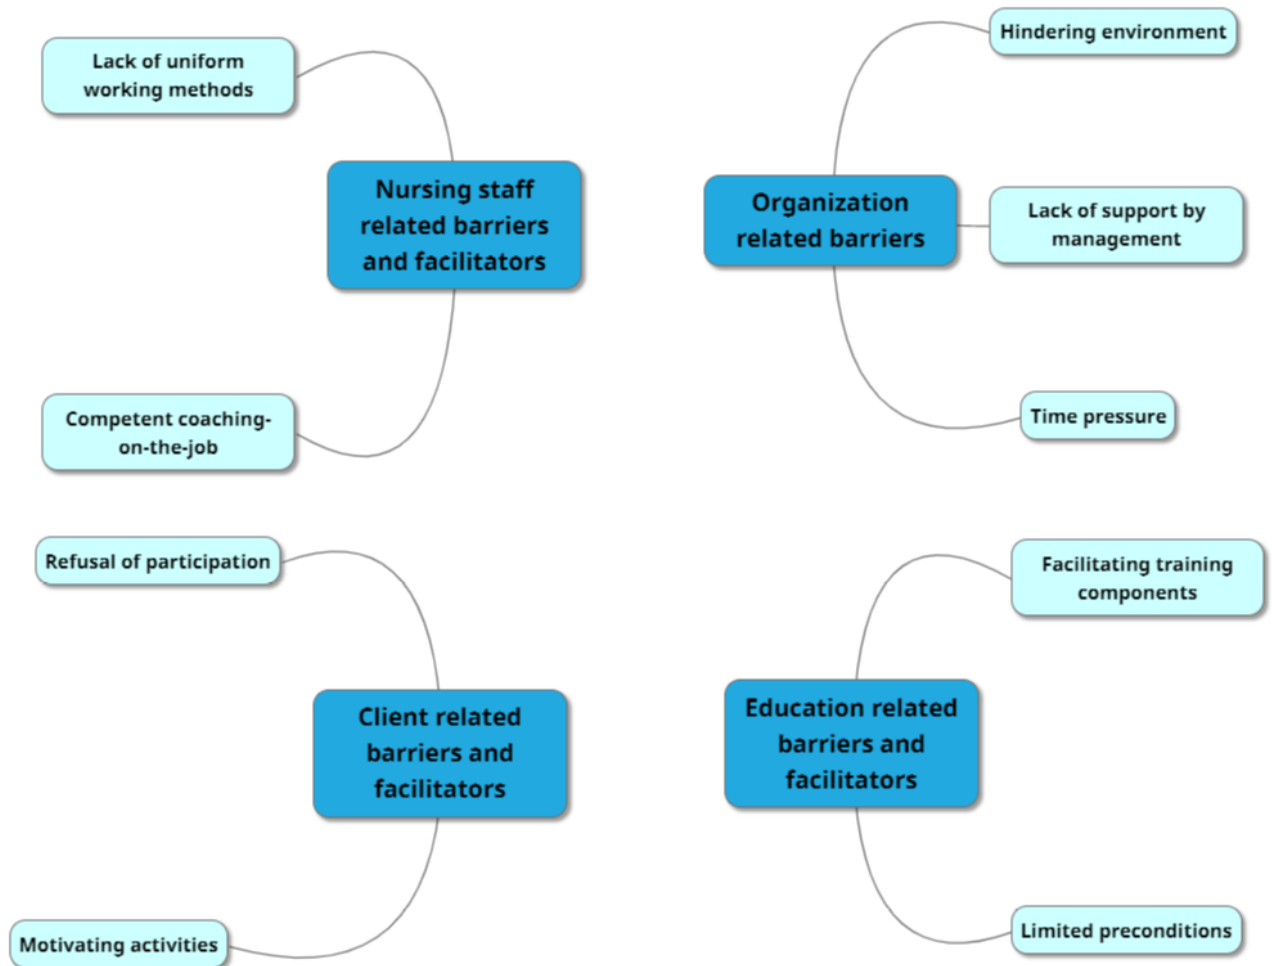 Lack of uniform
working methods
Nursing staff
related barriers
and facilitators
Competent coaching-
on-the-job
Hindering environment
Organization
related barriers
Lack of support by
management
Time pressure
Refusal of participation
Client related
barriers and
facilitators
Motivating activities
Facilitating training
components
Education related
barriers and
facilitators
Limited preconditions